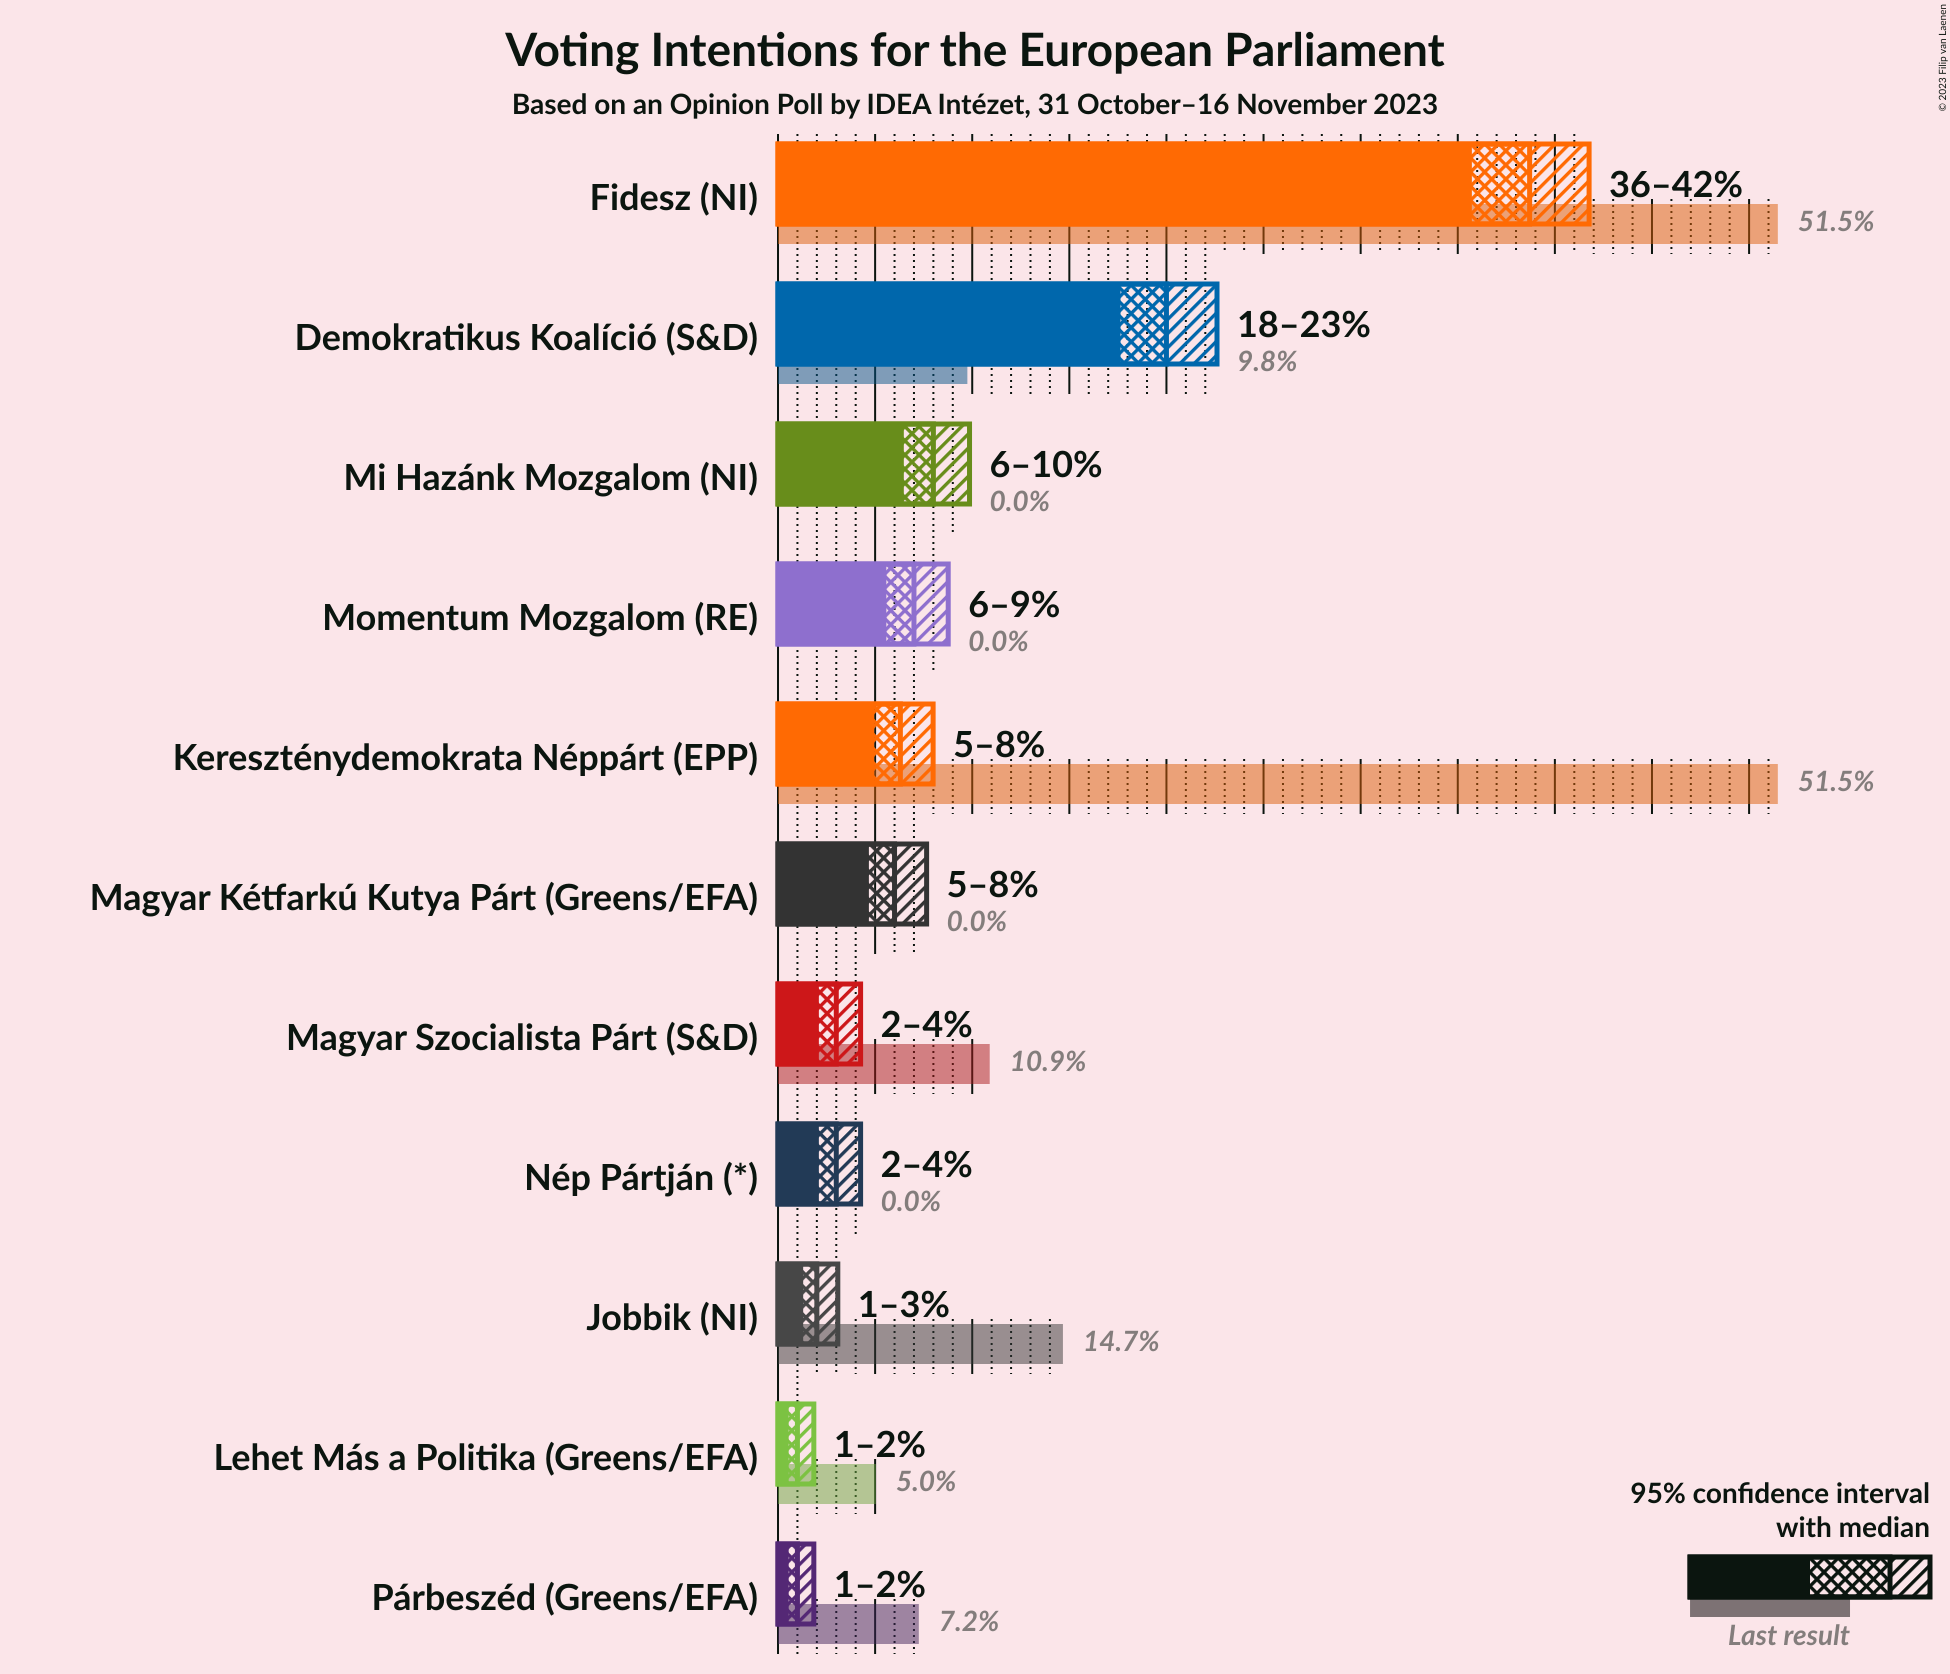 Voting Intentions for the European Parliament
Based on an Opinion Poll by IDEA Intézet, 31 October–16 November 2023
© 2023 Filip van Laenen
Fidesz (NI)
36–42%
51.5%
Demokratikus Koalíció (S&D)
18–23%
9.8%
Mi Hazánk Mozgalom (NI)
6–10%
0.0%
Momentum Mozgalom (RE)
6–9%
0.0%
Kereszténydemokrata Néppárt (EPP)
5–8%
51.5%
Magyar Kétfarkú Kutya Párt (Greens/EFA)
5–8%
0.0%
Magyar Szocialista Párt (S&D)
2–4%
10.9%
Nép Pártján (*)
2–4%
0.0%
Jobbik (NI)
1–3%
14.7%
Lehet Más a Politika (Greens/EFA)
1–2%
5.0%
Párbeszéd (Greens/EFA)
1–2%
7.2%
95% confidence interval
with median
Last result